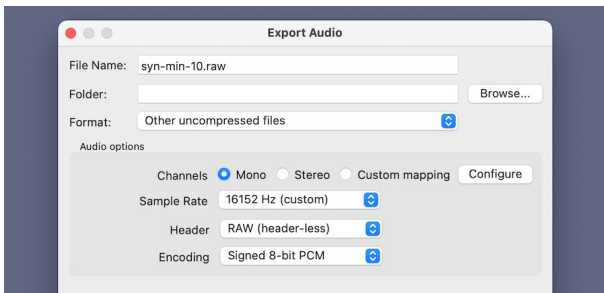 Export Audio
File Name: syn-min-10.raw
Folder: Browse...
Format: Other uncompressed files
Audio options
Channels Mono Stereo Custom mapping Configure
Sample Rate 16152 Hz (custom)
Header RAW (header-less)
Encoding Signed 8-bit PCM